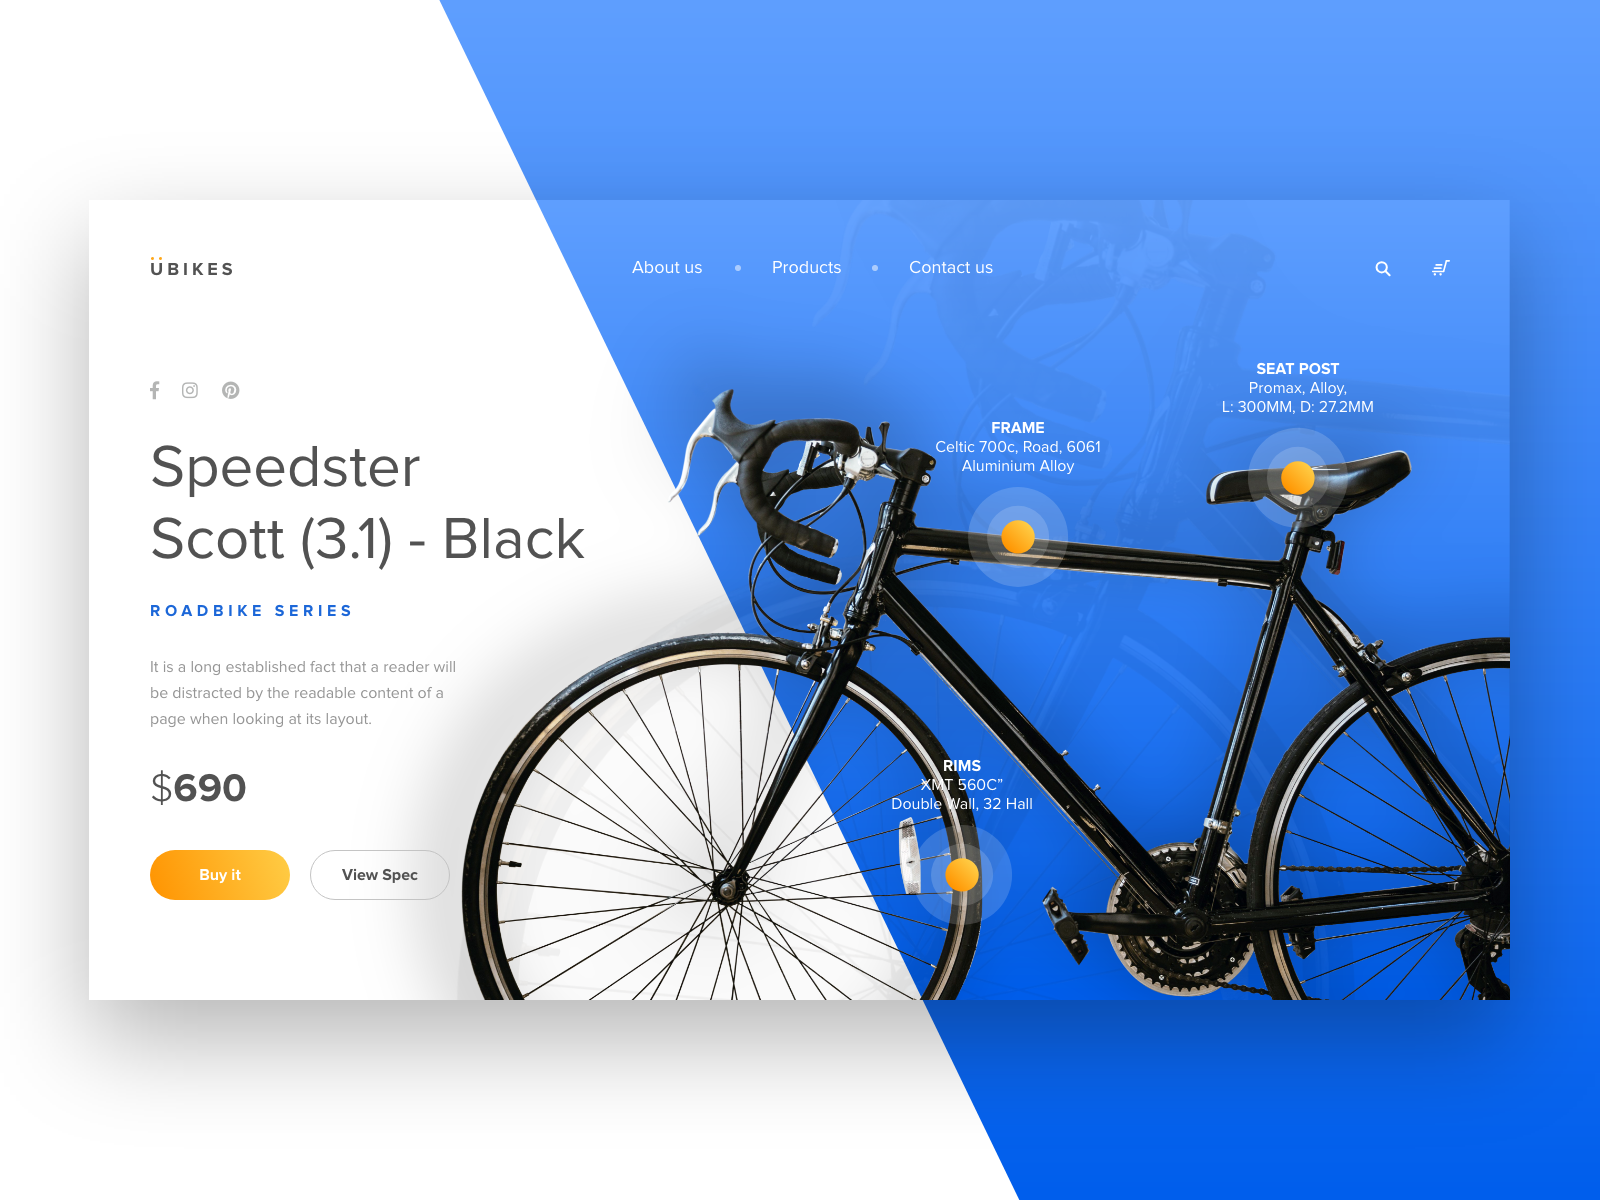 ÜBIKES
About us
Products
Contact us
Speedster
Scott (3.1) - Black
ROADBIKE SERIES
It is a long established fact that a reader will
be distracted by the readable content of a
page when looking at its layout.
$690
Buy it
View Spec
SEAT POST
Promax, Alloy,
L: 300MM, D: 27.2MM
FRAME
Celtic 700c, Road, 6061
Aluminium Alloy
RIMS
XMT 560C”
Double Wall, 32 Hall